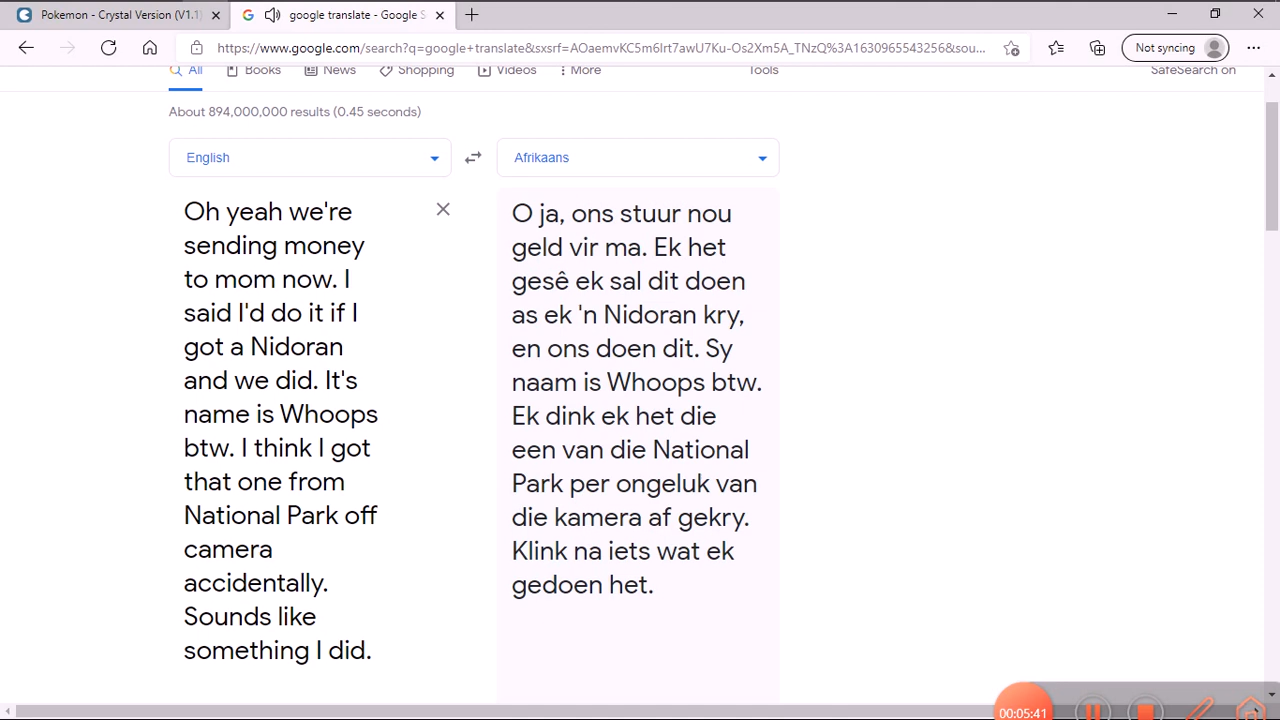 Pokemon - Crystal Version (V1.1)
google translate - Google S
Not syncing
https://www.google.com/search?q=google+translate&sxsrf=AOaemvKC5m6Irt7awU7Ku-Os2Xm5A_TNzQ%3A1630965543256&sou...
All
Books
News
Shopping
Videos
More
Tools
SafeSearch on
About 894,000,000 results (0.45 seconds)
English
Afrikaans
Oh yeah we're
sending money
to mom now. I
said I'd do it if I
got a Nidoran
and we did. It's
name is Whoops
btw. I think I got
that one from
National Park off
camera
accidentally.
Sounds like
something I did.
O ja, ons stuur nou
geld vir ma. Ek het
gesê ek sal dit doen
as ek 'n Nidoran kry,
en ons doen dit. Sy
naam is Whoops btw.
Ek dink ek het die
een van die National
Park per ongeluk van
die kamera af gekry.
Klink na iets wat ek
gedoen het.
00:05:41